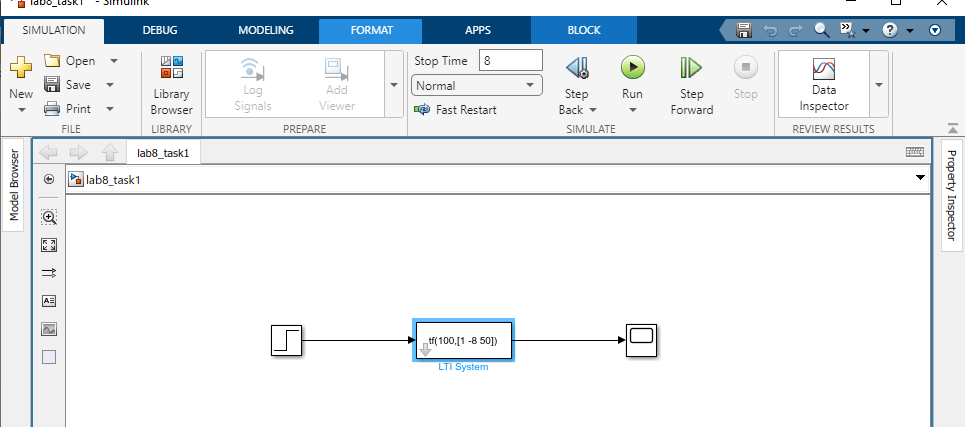 lab8_task1 * - Simulink
SIMULATION DEBUG MODELING FORMAT APPS BLOCK
New
Open
Save
Print
FILE
Library
Browser
LIBRARY
Log
Signals
Add
Viewer
PREPARE
Stop Time 8
Normal
Fast Restart
Step
Back
Run
Step
Forward
Stop
SIMULATE
Data
Inspector
REVIEW RESULTS
Model Browser
lab8_task1
lab8_task1
Property Inspector
tf(100,[1 -8 50])
LTI System